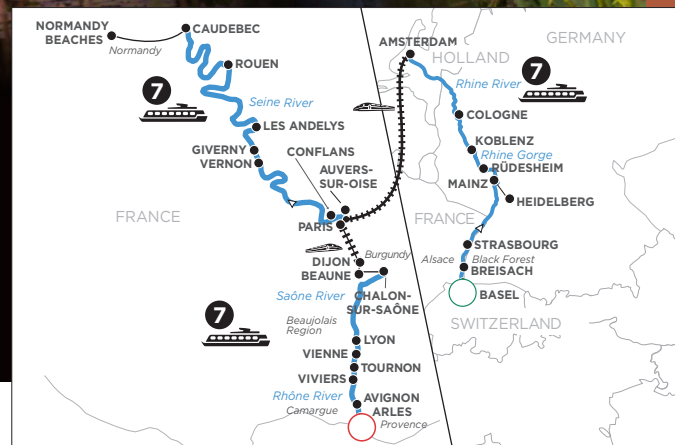 NORMANDY
BEACHES
Normandy
CAUDEBEC
ROUEN
7
Seine River
LES ANDELYS
GIVERNY
VERNON
CONFLANS
AUVERS-
SUR-OISE
PARIS
FRANCE
DIJON
BEAUNE
Burgundy
Saône River
CHALON-
SUR-SAÔNE
7
Beaujolais
Region
LYON
VIENNE
TOURNON
VIVIERS
Rhône River
AVIGNON
ARLES
Camargue
Provence
AMSTERDAM
HOLLAND
GERMANY
7
Rhine River
COLOGNE
KOBLENZ
Rhine Gorge
RÜDESHEIM
MAINZ
HEIDELBERG
FRANCE
STRASBOURG
Alsace
Black Forest
BREISACH
BASEL
SWITZERLAND